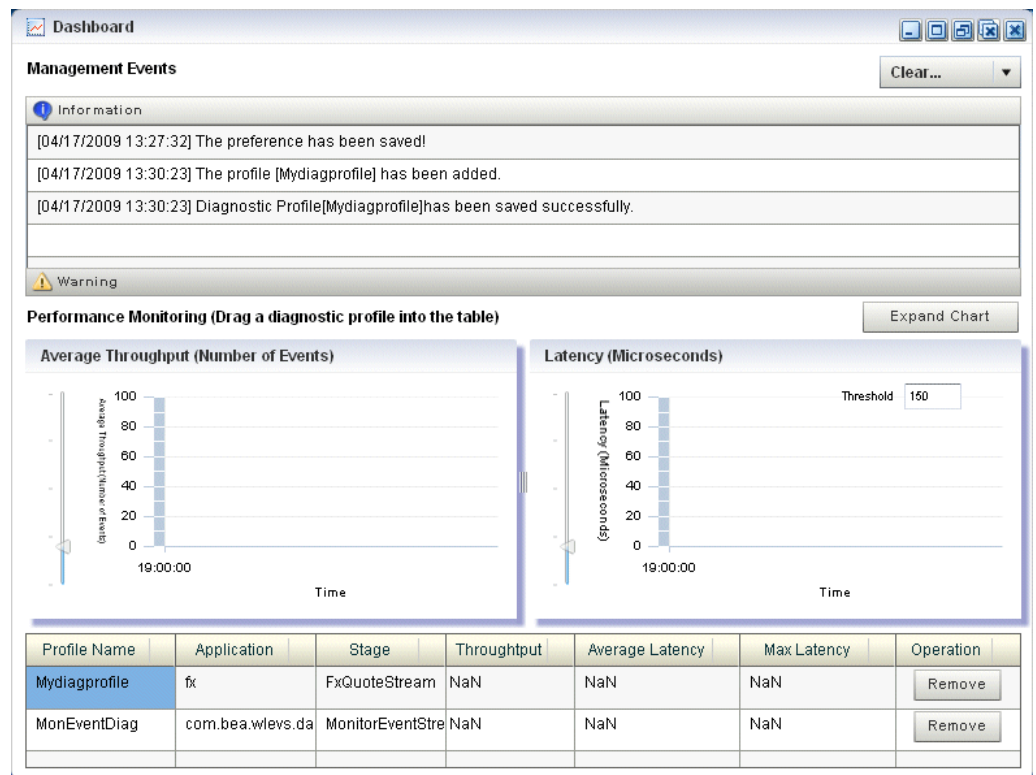 Dashboard
Management Events
Clear...
Information
[04/17/2009 13:27:32] The preference has been saved!
[04/17/2009 13:30:23] The profile [Mydiagprofile] has been added.
[04/17/2009 13:30:23] Diagnostic Profile[Mydiagprofile]has been saved successfully.
Warning
Performance Monitoring (Drag a diagnostic profile into the table)
Expand Chart
Average Throughput (Number of Events)
Average Throughput (Number of Events)
100
80
60
40
20
0
19:00:00
Time
Latency (Microseconds)
Threshold 150
Latency (Microseconds)
100
80
60
40
20
0
19:00:00
Time
Profile Name Application Stage Throughtput Average Latency Max Latency Operation
Mydiagprofile fx FxQuoteStream NaN NaN NaN Remove
MonEventDiag com.bea.wlevs.da MonitorEventStre NaN NaN NaN Remove